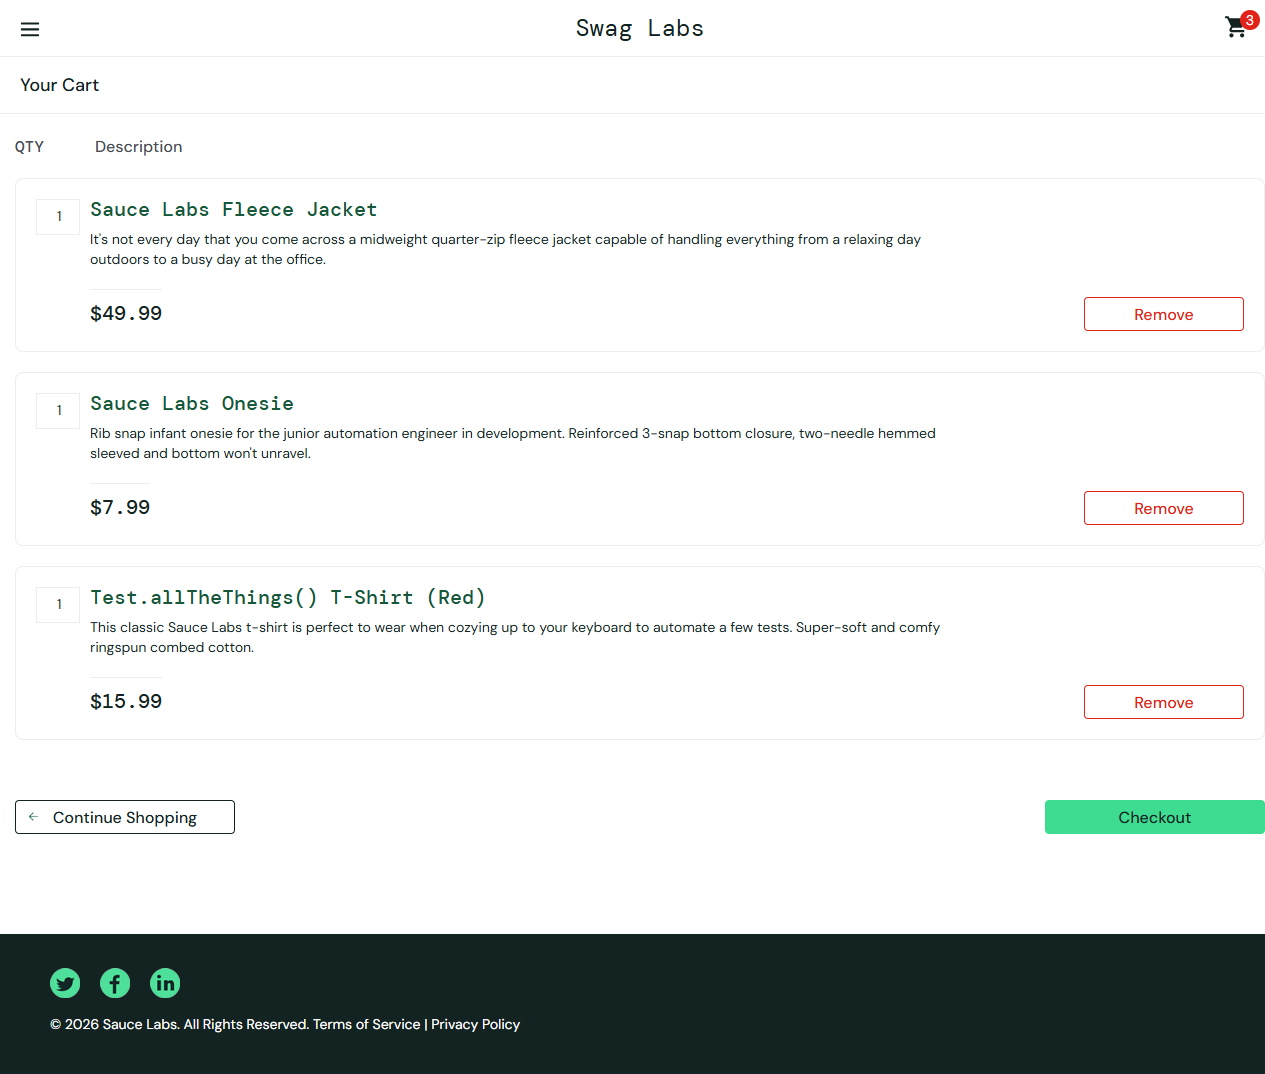 Swag Labs
3
Your Cart
QTY Description
1
Sauce Labs Fleece Jacket
It's not every day that you come across a midweight quarter-zip fleece jacket capable of handling everything from a relaxing day
outdoors to a busy day at the office.
$49.99
Remove
1
Sauce Labs Onesie
Rib snap infant onesie for the junior automation engineer in development. Reinforced 3-snap bottom closure, two-needle hemmed
sleeved and bottom won't unravel.
$7.99
Remove
1
Test.allTheThings() T-Shirt (Red)
This classic Sauce Labs t-shirt is perfect to wear when cozying up to your keyboard to automate a few tests. Super-soft and comfy
ringspun combed cotton.
$15.99
Remove
Continue Shopping
Checkout
© 2026 Sauce Labs. All Rights Reserved. Terms of Service | Privacy Policy